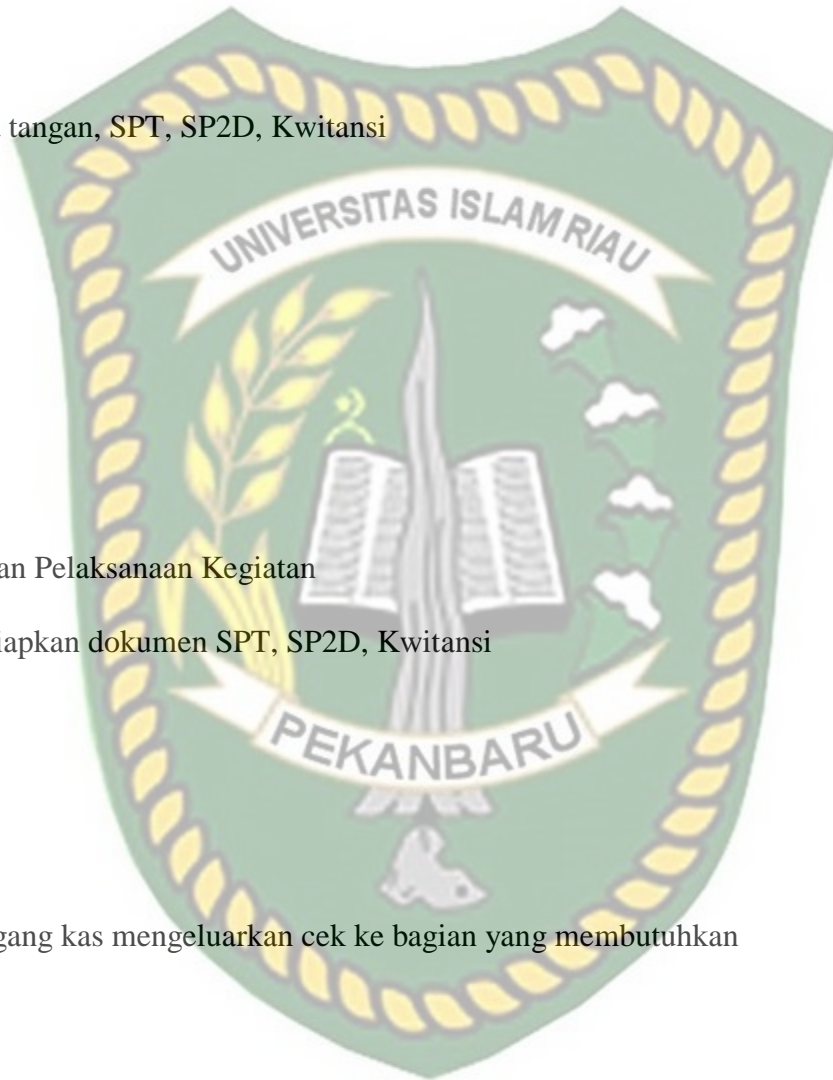 tangan, SPT, SP2D, Kwitansi
UNIVERSITAS ISLAM RIAU
an Pelaksanaan Kegiatan
iapkan dokumen SPT, SP2D, Kwitansi
PEKANBARU
gang kas mengeluarkan cek ke bagian yang membutuhkan